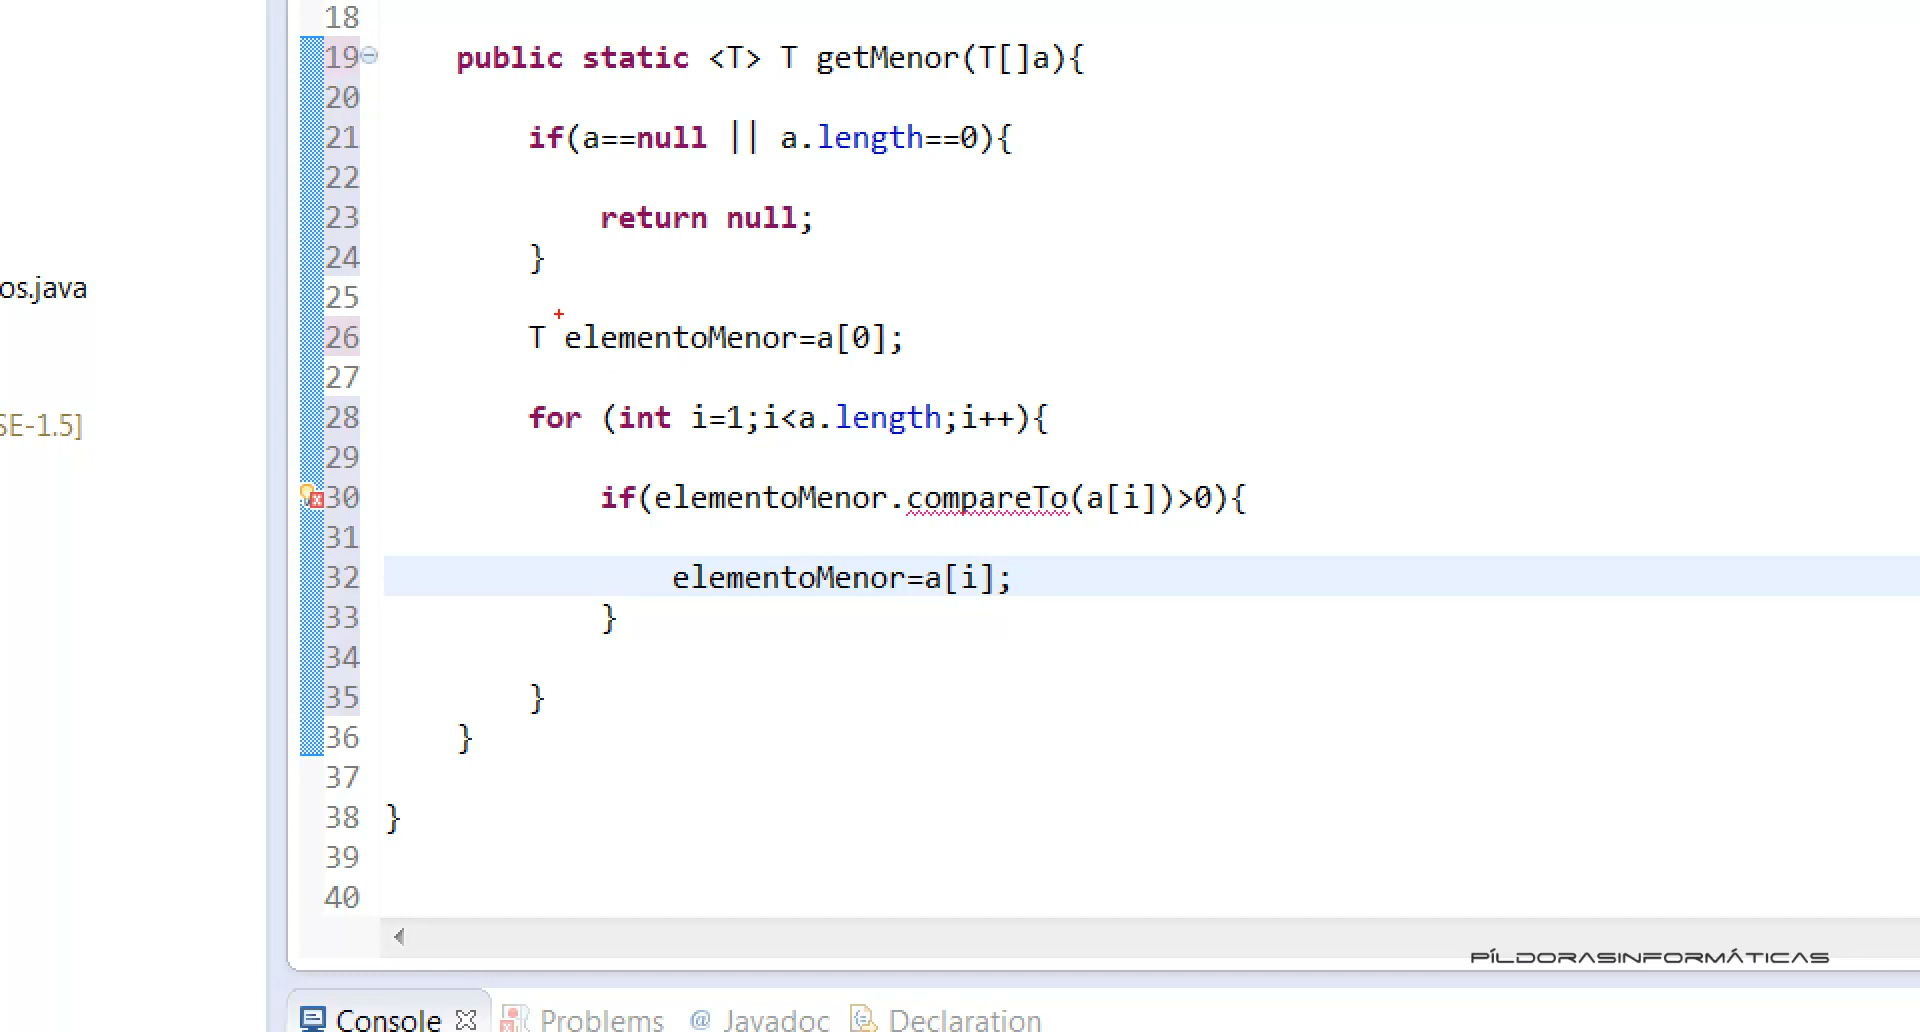 18
19 public static <T> T getMenor(T[]a){
20
21 if(a==null || a.length==0){
22
23 return null;
24 }
25
26 T elementoMenor=a[0];
27
28 for (int i=1;i<a.length;i++){
29
30 if(elementoMenor.compareTo(a[i])>0){
31
32 elementoMenor=a[i];
33 }
34
35 }
36 }
37
38 }
39
40
os.java
SE-1.5]
PÍLDORASINFORMÁTICAS
Console Problems @ Javadoc Declaration